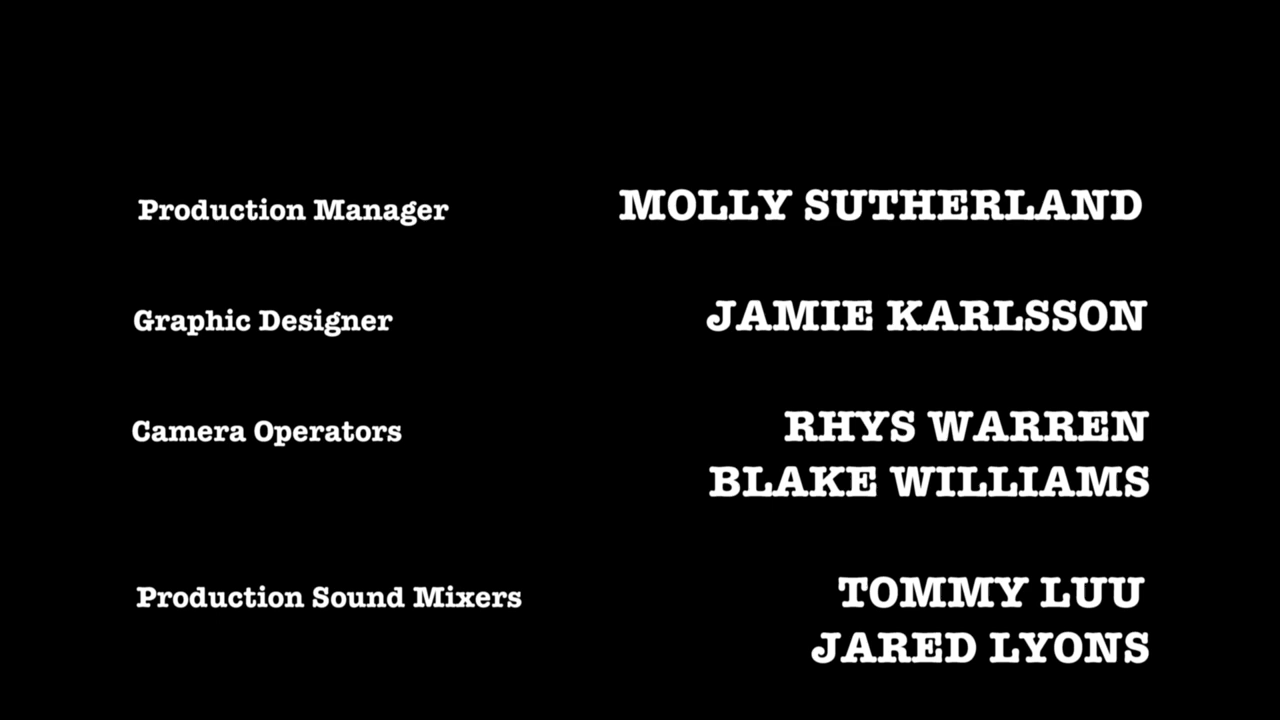 Production Manager MOLLY SUTHERLAND
Graphic Designer JAMIE KARLSSON
Camera Operators RHYS WARREN
BLAKE WILLIAMS
Production Sound Mixers TOMMY LUU
JARED LYONS